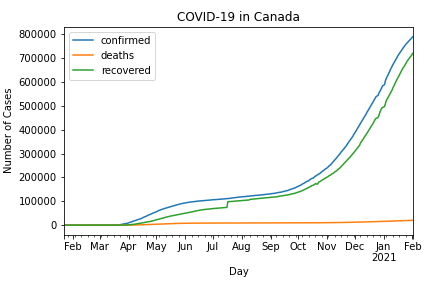 COVID-19 in Canada
confirmed
deaths
recovered
800000
700000
600000
500000
400000
300000
200000
100000
0
Number of Cases
Feb Mar Apr May Jun Jul Aug Sep Oct Nov Dec Jan Feb
2021
Day